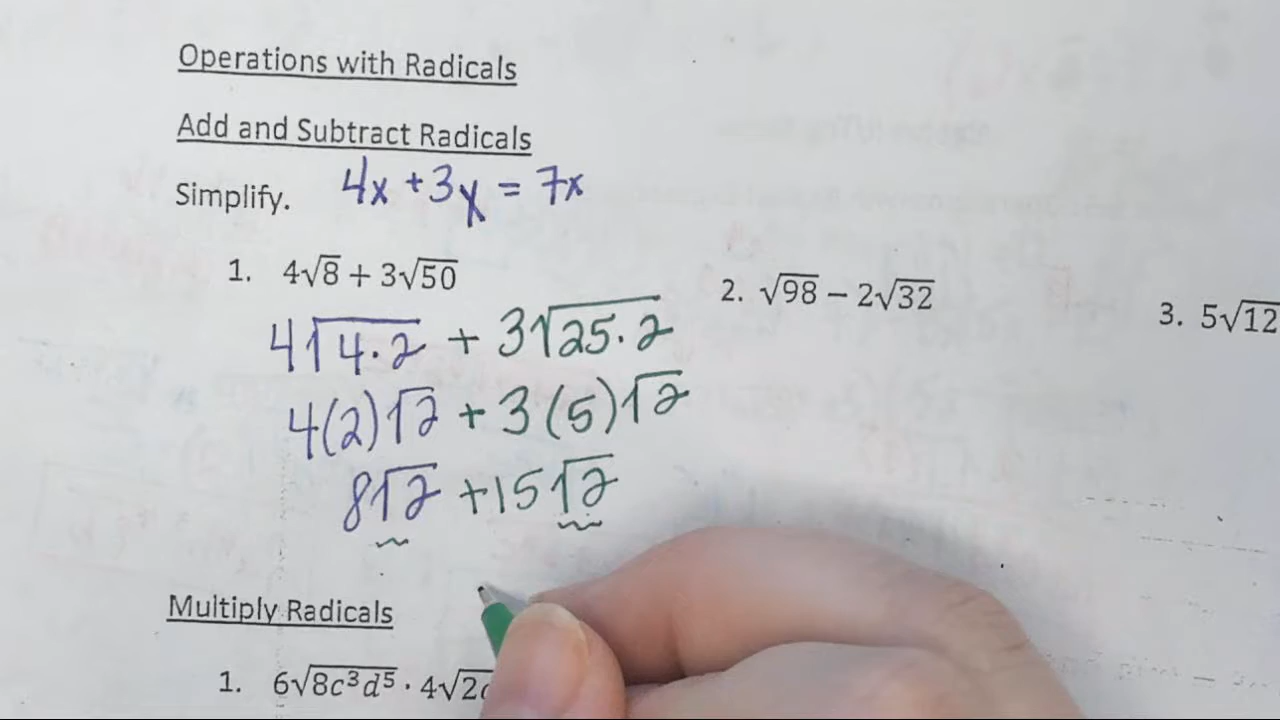 Operations with Radicals
Add and Subtract Radicals
Simplify. 4x + 3x = 7x
1. 4√8 + 3√50
2. √98 − 2√32
3. 5√12
4√4·2 + 3√25·2
4(2)√2 + 3(5)√2
8√2 + 15√2
Multiply Radicals
1. 6√8c³d⁵ · 4√2c